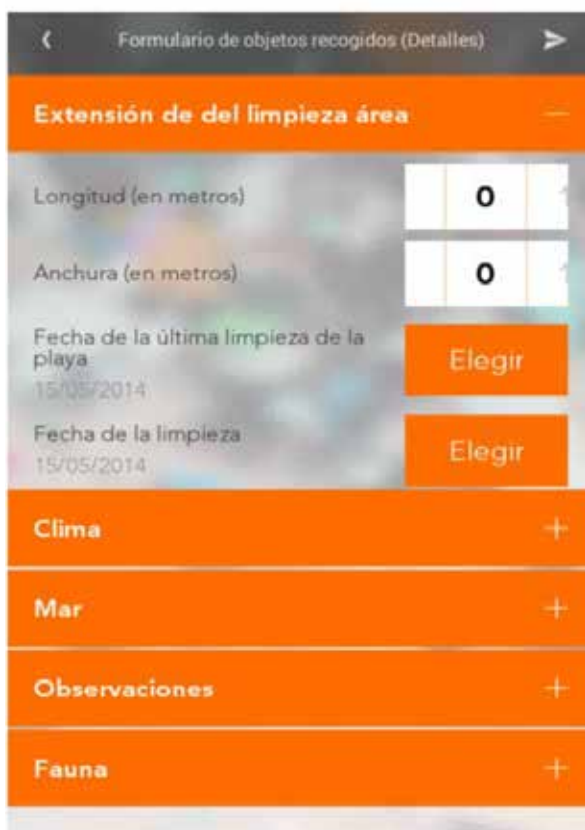 Formulario de objetos recogidos (Detalles)
Extensión de del limpieza área
Longitud (en metros)
0
Anchura (en metros)
0
Fecha de la última limpieza de la
playa
15/05/2014
Elegir
Fecha de la limpieza
15/05/2014
Elegir
Clima
Mar
Observaciones
Fauna